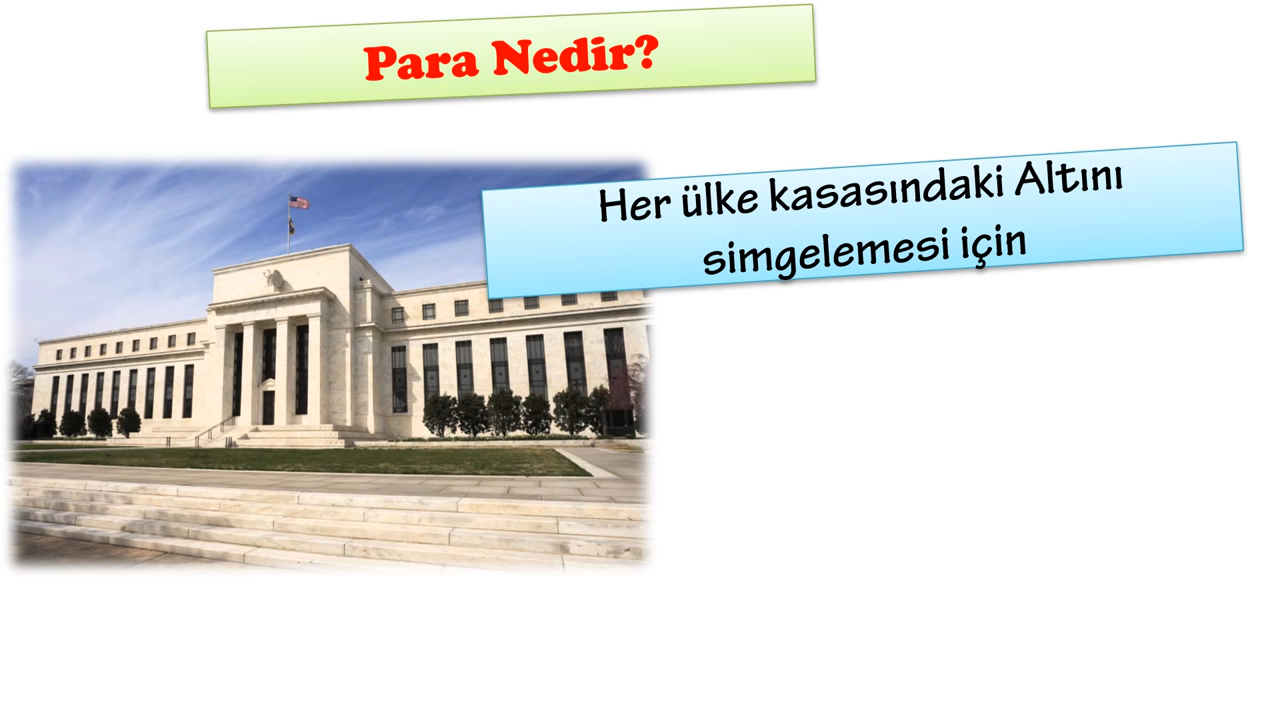 Para Nedir?
Her ülke kasasındaki Altını
simgelemesi için